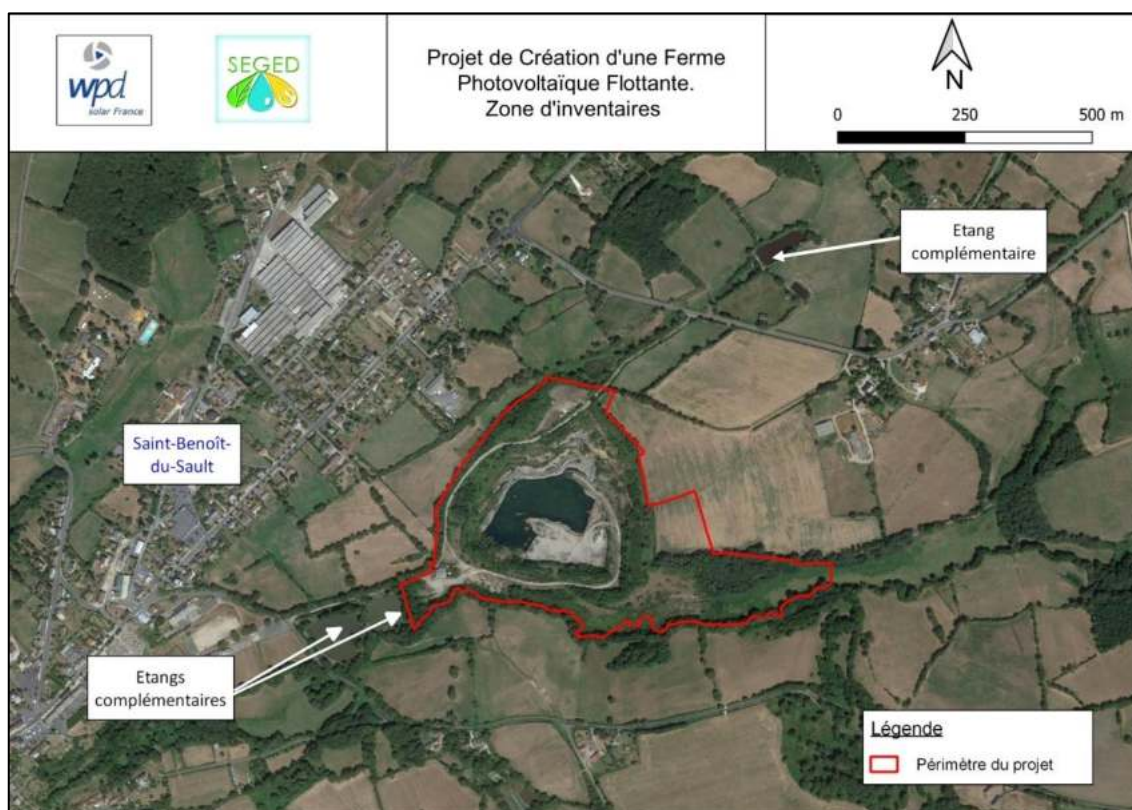 wpd
solar France
SEGED
Projet de Création d'une Ferme
Photovoltaïque Flottante.
Zone d'inventaires
N
0 250 500 m
Etang
complémentaire
Saint-Benoît-
du-Sault
Etangs
complémentaires
Légende
Périmètre du projet